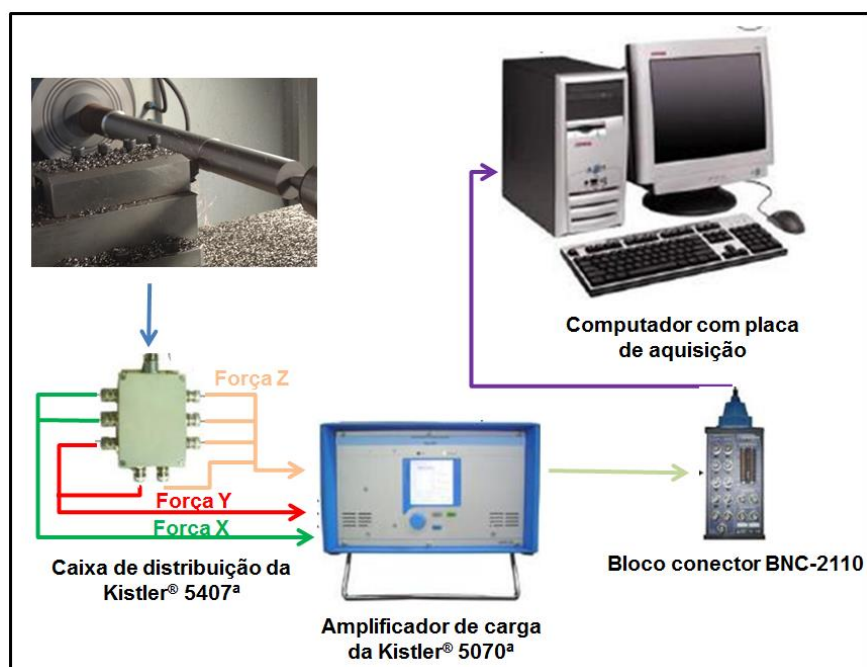 Computador com placa
de aquisição
Força Z
Força Y
Força X
Caixa de distribuição da
Kistler® 5407ª
Amplificador de carga
da Kistler® 5070ª
Bloco conector BNC-2110